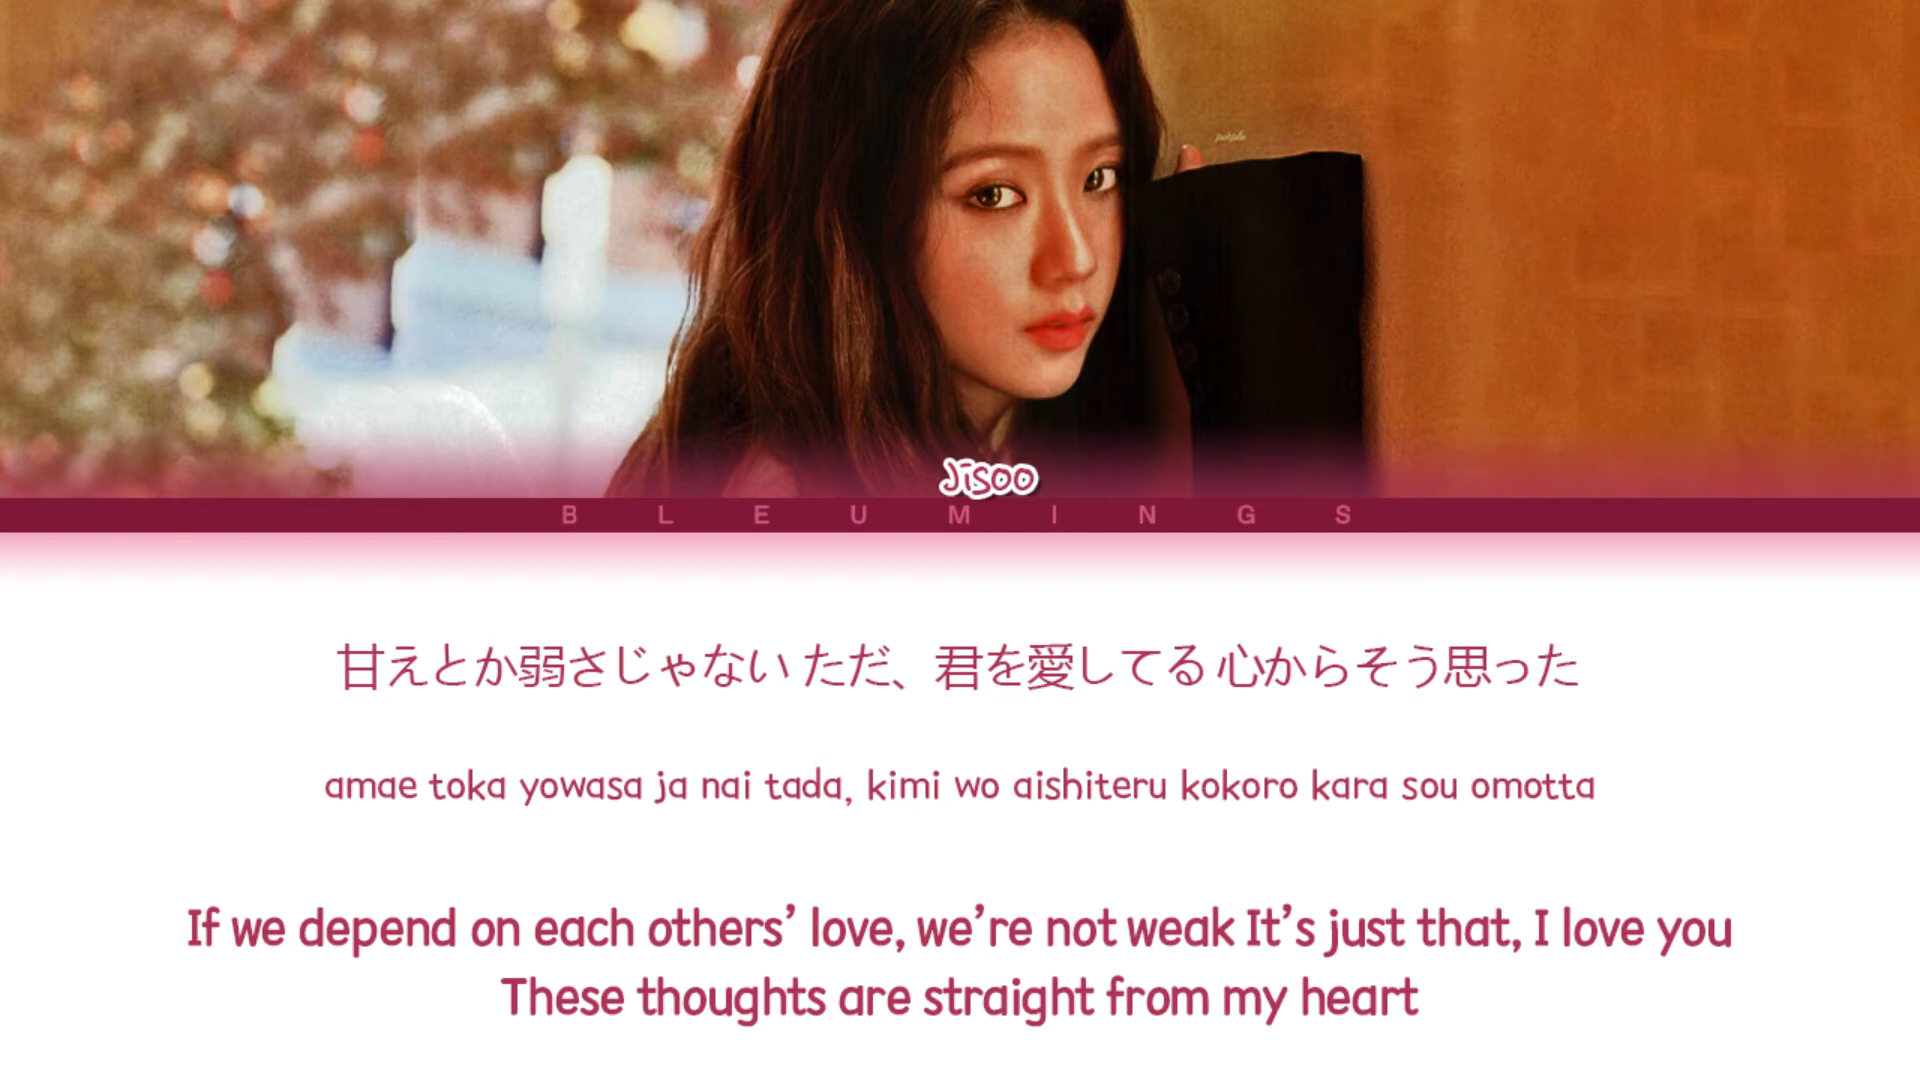 Jisoo
BLEUMINGS
甘えとか弱さじゃない ただ、君を愛してる 心からそう思った
amae toka yowasa ja nai tada, kimi wo aishiteru kokoro kara sou omotta
If we depend on each others’ love, we’re not weak It’s just that, I love you
These thoughts are straight from my heart